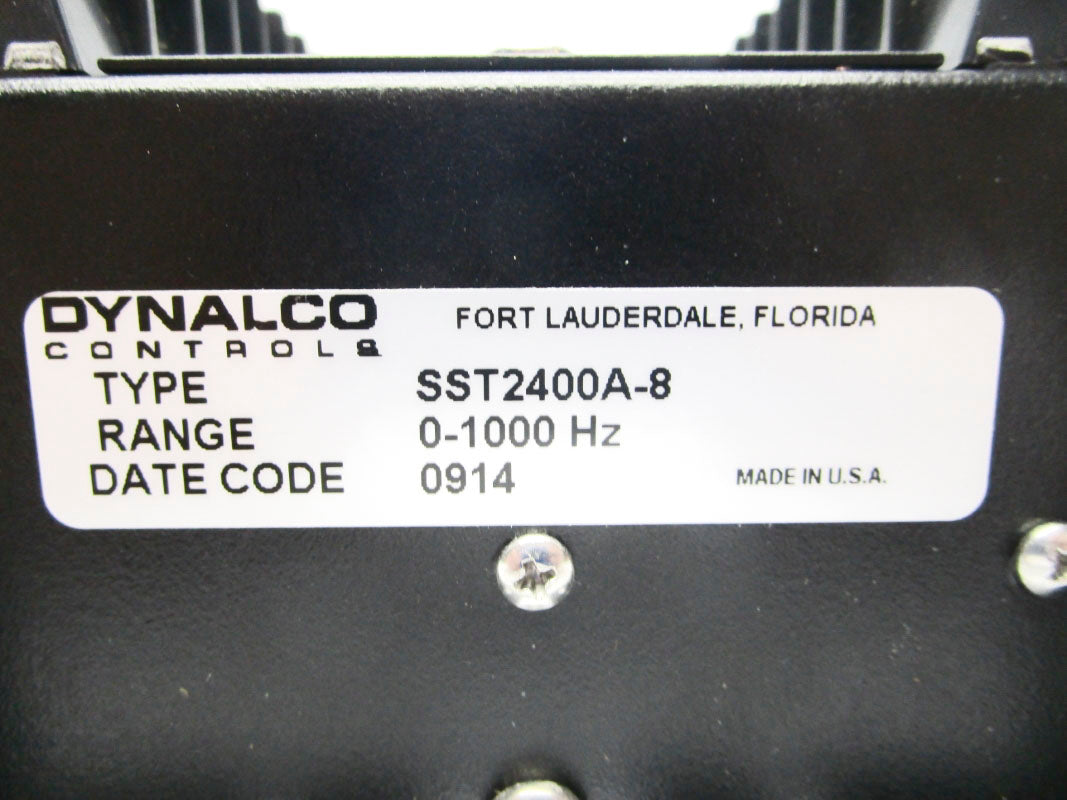 DYNALCO FORT LAUDERDALE, FLORIDA
CONTROLS
TYPE SST2400A-8
RANGE 0-1000 Hz
DATE CODE 0914 MADE IN U.S.A.